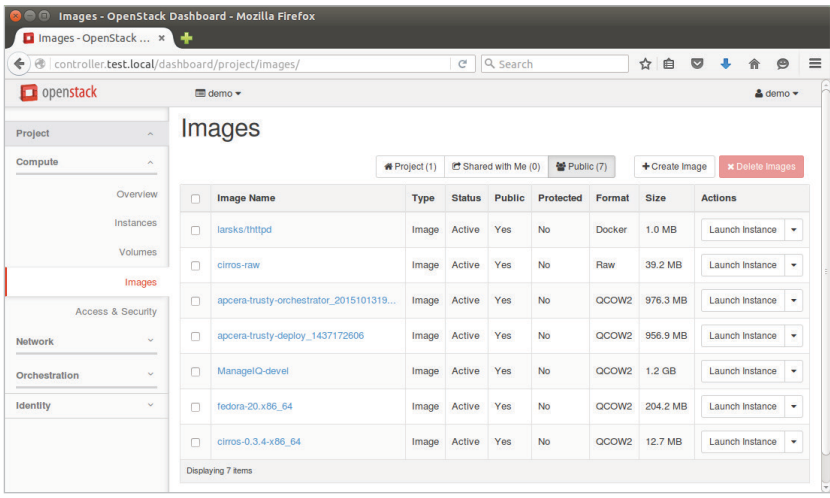 Images - OpenStack Dashboard - Mozilla Firefox
Images - OpenStack ...
controller.test.local/dashboard/project/images/
Search
openstack
demo
demo
Project
Compute
Overview
Instances
Volumes
Images
Access & Security
Network
Orchestration
Identity
Images
Project (1) Shared with Me (0) Public (7) Create Image Delete Images
Image Name Type Status Public Protected Format Size Actions
larsks/thttpd Image Active Yes No Docker 1.0 MB Launch Instance
cirros-raw Image Active Yes No Raw 39.2 MB Launch Instance
apcera-trusty-orchestrator_2015101319... Image Active Yes No QCOW2 976.3 MB Launch Instance
apcera-trusty-deploy_1437172606 Image Active Yes No QCOW2 956.9 MB Launch Instance
ManageIQ-devel Image Active Yes No QCOW2 1.2 GB Launch Instance
fedora-20.x86_64 Image Active Yes No QCOW2 204.2 MB Launch Instance
cirros-0.3.4-x86_64 Image Active Yes No QCOW2 12.7 MB Launch Instance
Displaying 7 items